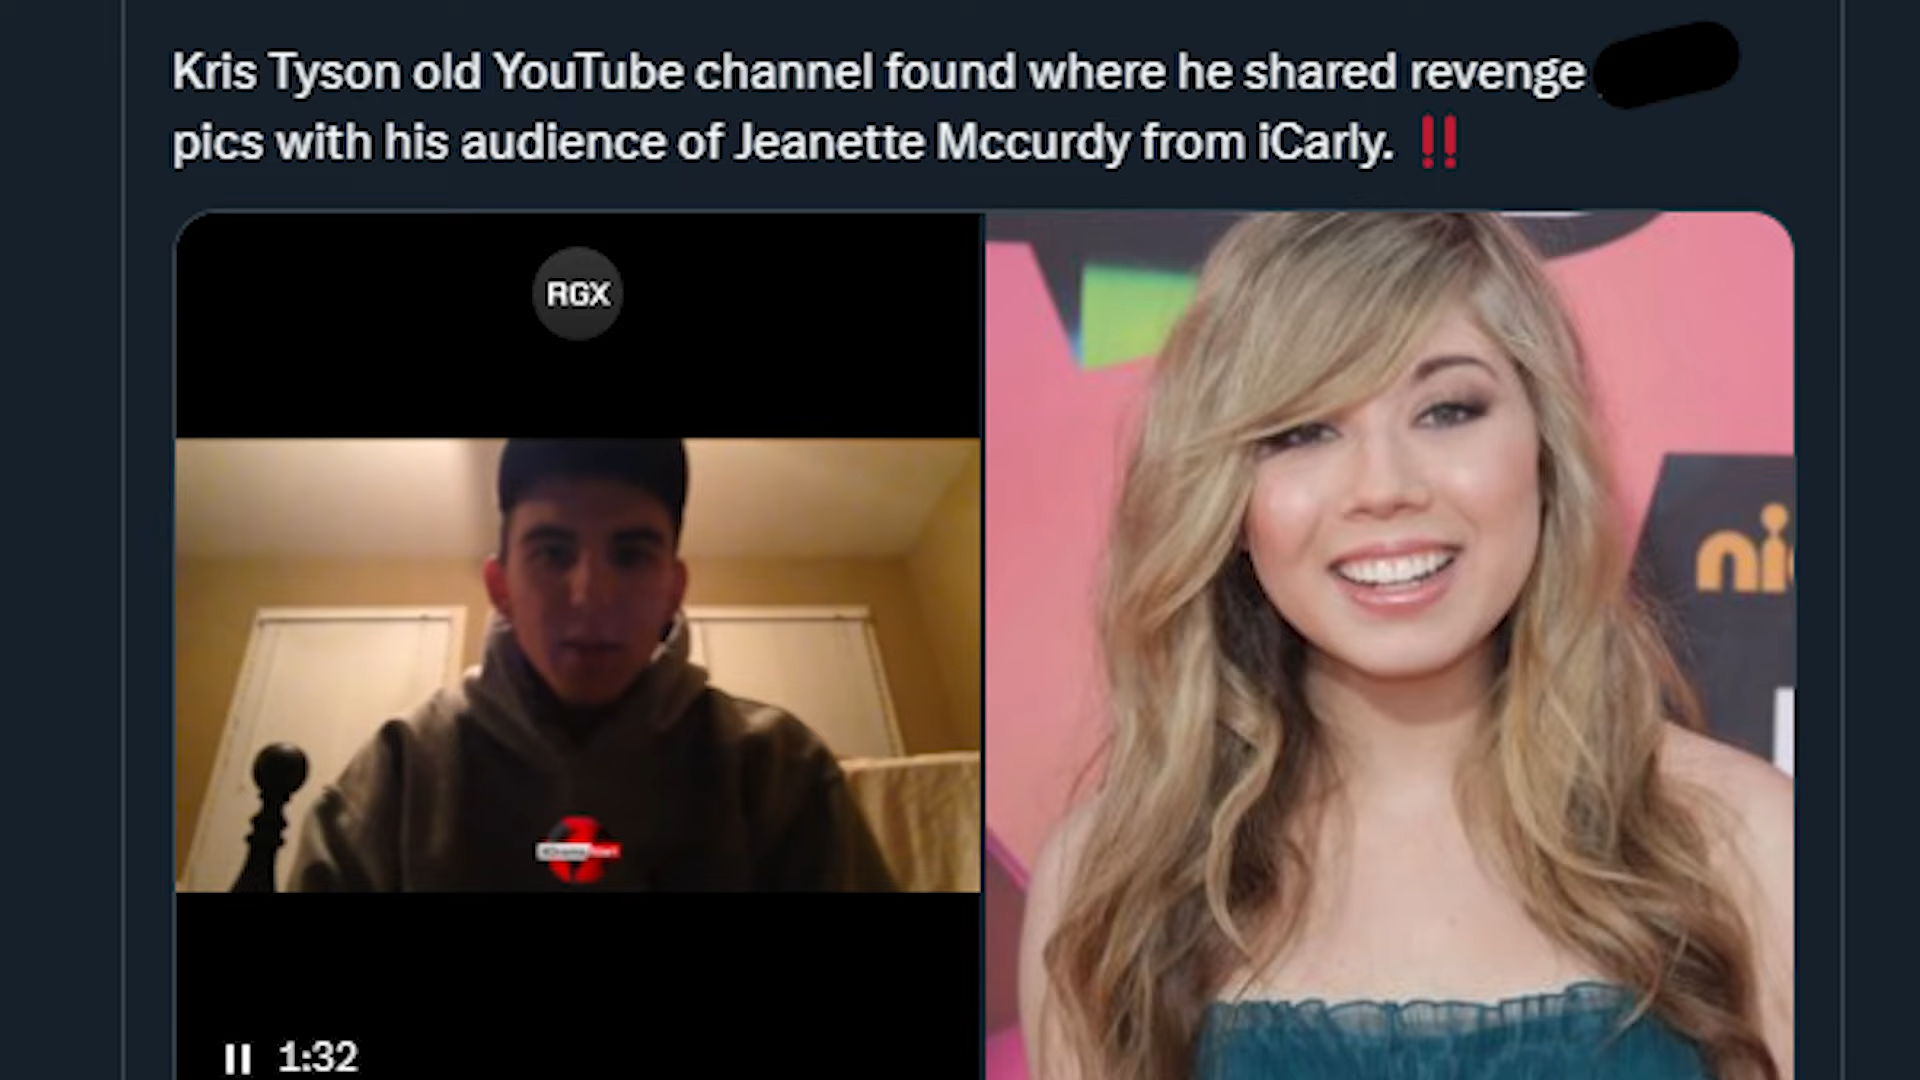 Kris Tyson old YouTube channel found where he shared revenge
pics with his audience of Jeanette Mccurdy from iCarly. ‼️
RGX
ni
1:32